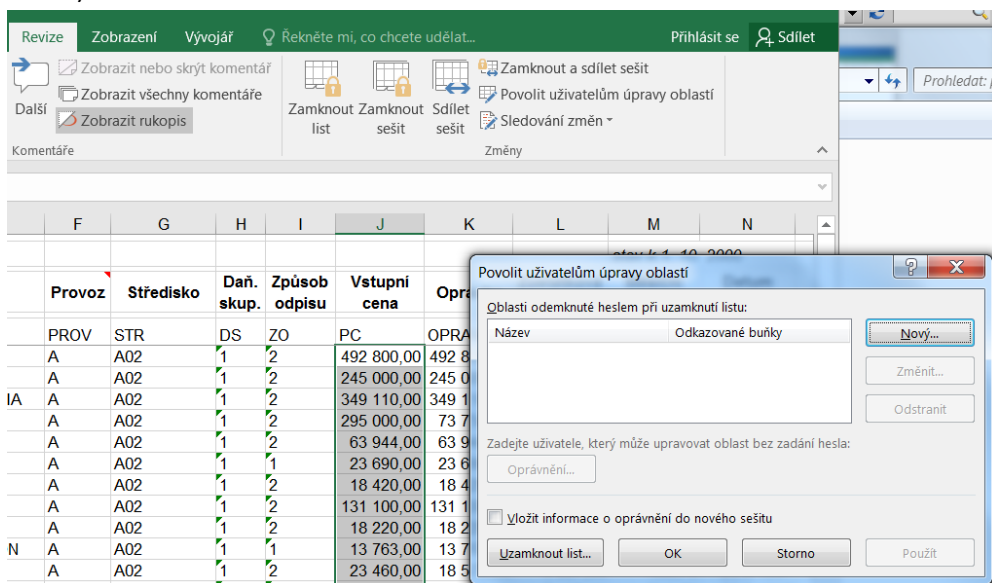 Revize Zobrazení Vývojář Řekněte mi, co chcete udělat... Přihlásit se Sdílet
Zobrazit nebo skrýt komentář
Zobrazit všechny komentáře
Zobrazit rukopis
Další
Komentáře
Zamknout list
Zamknout sešit
Sdílet sešit
Zamknout a sdílet sešit
Povolit uživatelům úpravy oblastí
Sledování změn
Změny
Prohledat:
F G H I J K L M N
stav k 1. 10. 2000
Provoz Středisko Daň. skup. Způsob odpisu Vstupní cena
PROV STR DS ZO PC
A A02 1 2 492 800,00 492 8
A A02 1 2 245 000,00 245 0
IA A A02 1 2 349 110,00 349 1
A A02 1 2 295 000,00 73 7
A A02 1 2 63 944,00 63 9
A A02 1 1 23 690,00 23 6
A A02 1 2 18 420,00 18 4
A A02 1 2 131 100,00 131 1
A A02 1 2 18 220,00 18 2
N A A02 1 1 13 763,00 13 7
A A02 1 2 23 460,00 18 5
Povolit uživatelům úpravy oblastí
Oblasti odemknuté heslem při uzamknutí listu:
Název Odkazované buňky
Nový...
Změnit...
Odstranit
Zadejte uživatele, který může upravovat oblast bez zadání hesla:
Oprávnění...
Vložit informace o oprávnění do nového sešitu
Uzamknout list... OK Storno Použít